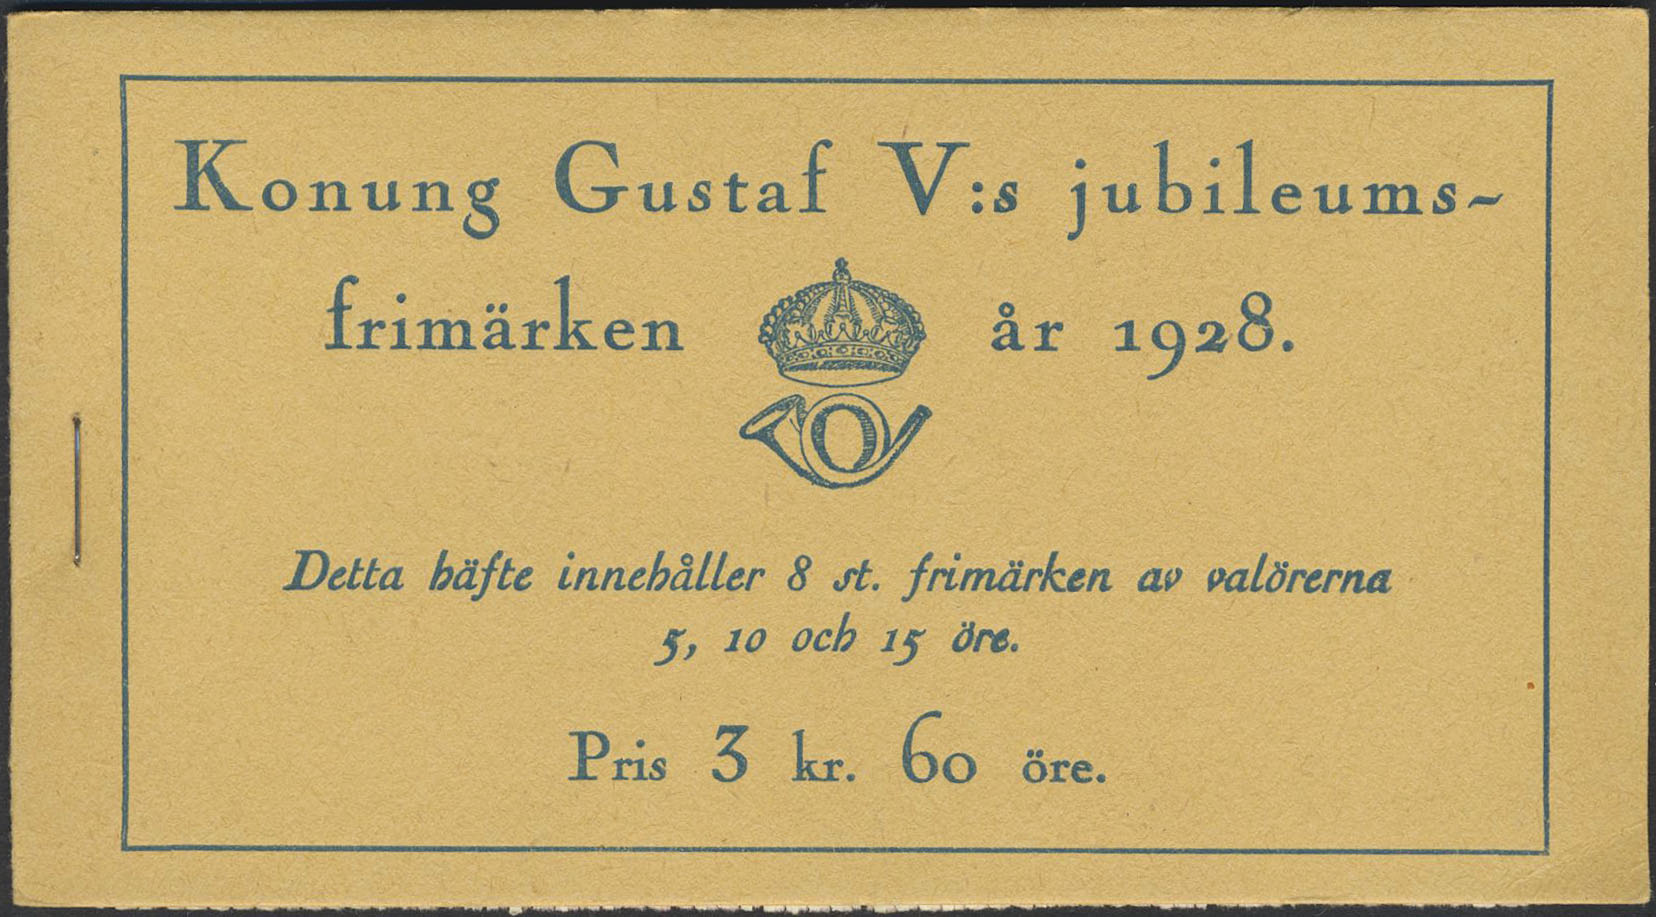 Konung Gustaf V:s jubileums-
frimärken år 1928.
Detta häfte innehåller 8 st. frimärken av valörerna
5, 10 och 15 öre.
Pris 3 kr. 60 öre.